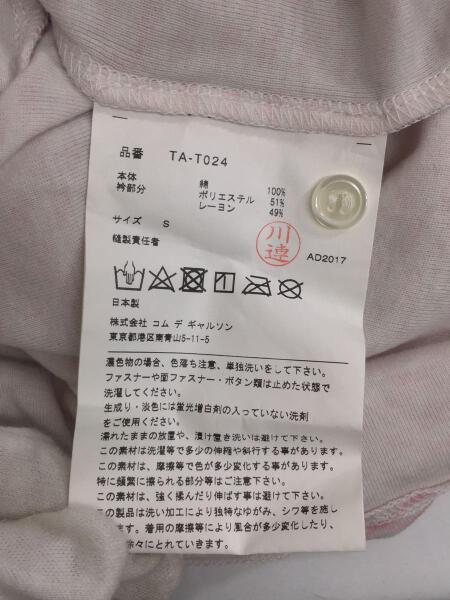 品番 TA-T024
本体 綿 100%
衿部分 ポリエステル 51%
レーヨン 49%
サイズ S
縫製責任者 川連 AD2017
日本製
株式会社 コム デ ギャルソン
東京都港区南青山5-11-5
濃色物の場合、色落ち注意、単独洗いをして下さい。
ファスナーや面ファスナー・ボタン類は止めた状態で
洗濯してください。
生成り・淡色には蛍光増白剤の入っていない洗剤
をご使用ください。
濡れたままの放置や、漬け置き洗いは避けて下さい。
この素材は洗濯等で多少の伸縮や斜行する事があります。
この素材は、摩擦等で色が多少変化する事があります。
特に頻繁に擦られる部分等はご注意下さい。
この素材は、強く揉んだり伸ばす事は避けて下さい。
この製品は洗い加工により独特なゆがみ、シワ等を施し
ます。着用の摩擦等により風合が多少変化したり、
徐々にとれていきます。